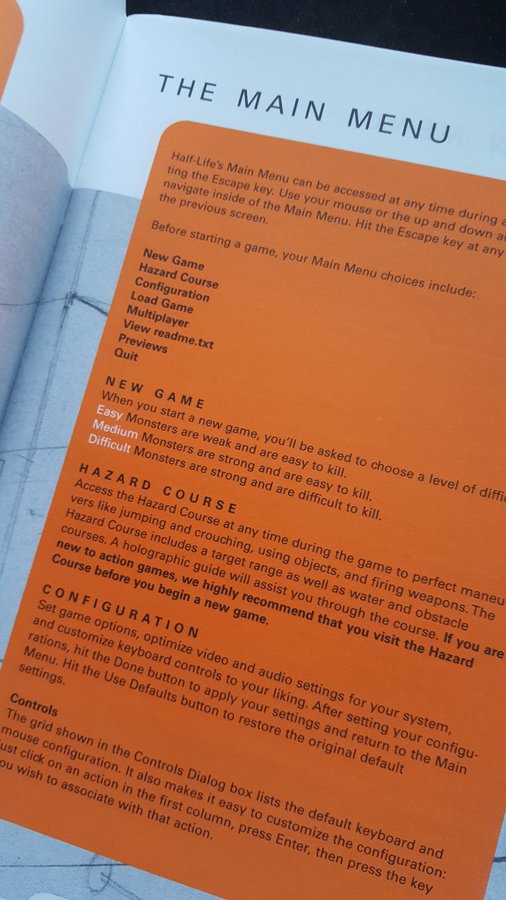 THE MAIN MENU
Half-Life's Main Menu can be accessed at any time during a
ting the Escape key. Use your mouse or the up and down a
navigate inside of the Main Menu. Hit the Escape key at any
the previous screen.
Before starting a game, your Main Menu choices include:
New Game
Hazard Course
Configuration
Load Game
Multiplayer
View readme.txt
Previews
Quit
NEW GAME
When you start a new game, you'll be asked to choose a level of diffi
Easy Monsters are weak and are easy to kill.
Medium Monsters are strong and are easy to kill.
Difficult Monsters are strong and are difficult to kill.
HAZARD COURSE
Access the Hazard Course at any time during the game to perfect maneu
vers like jumping and crouching, using objects, and firing weapons. The
Hazard Course includes a target range as well as water and obstacle
courses. A holographic guide will assist you through the course. If you are
new to action games, we highly recommend that you visit the Hazard
Course before you begin a new game.
CONFIGURATION
Set game options, optimize video and audio settings for your system,
and customize keyboard controls to your liking. After setting your configu-
rations, hit the Done button to apply your settings and return to the Main
Menu. Hit the Use Defaults button to restore the original default
settings.
Controls
The grid shown in the Controls Dialog box lists the default keyboard and
mouse configuration. It also makes it easy to customize the configuration:
ust click on an action in the first column, press Enter, then press the key
ou wish to associate with that action.